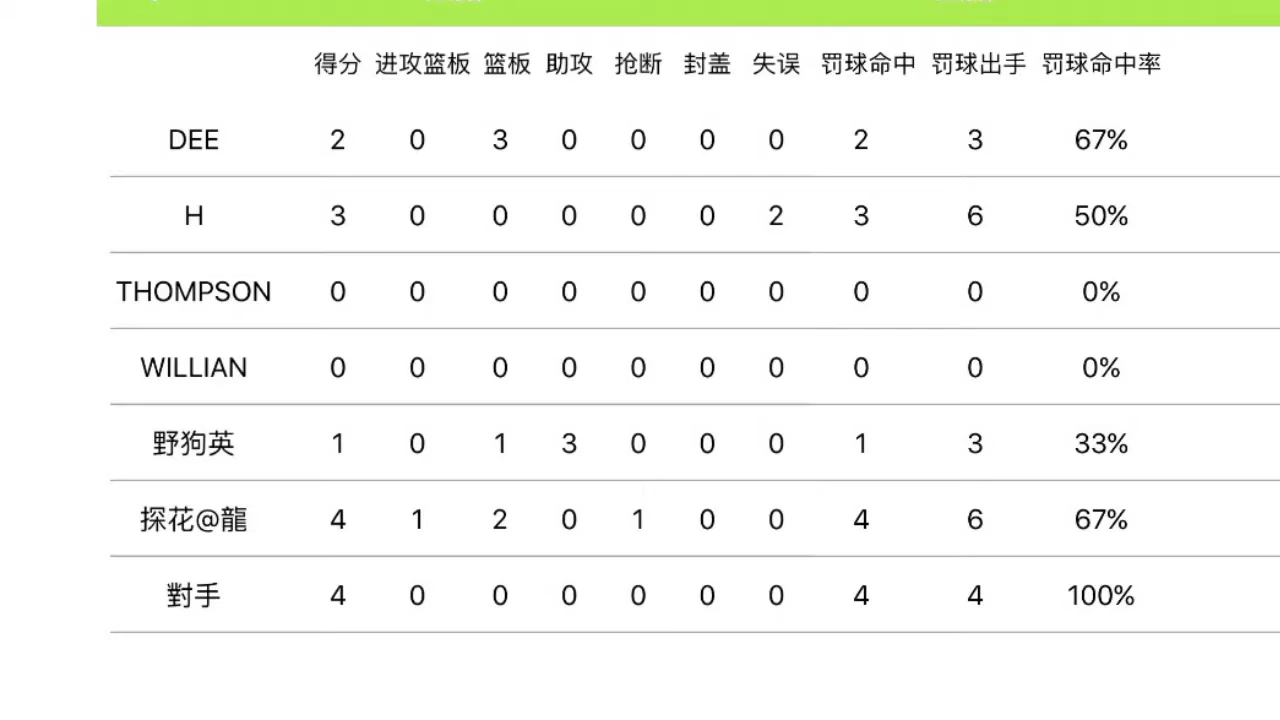 得分 进攻篮板 篮板 助攻 抢断 封盖 失误 罚球命中 罚球出手 罚球命中率
DEE 2 0 3 0 0 0 0 2 3 67%
H 3 0 0 0 0 0 2 3 6 50%
THOMPSON 0 0 0 0 0 0 0 0 0 0%
WILLIAN 0 0 0 0 0 0 0 0 0 0%
野狗英 1 0 1 3 0 0 0 1 3 33%
探花@龍 4 1 2 0 1 0 0 4 6 67%
對手 4 0 0 0 0 0 0 4 4 100%